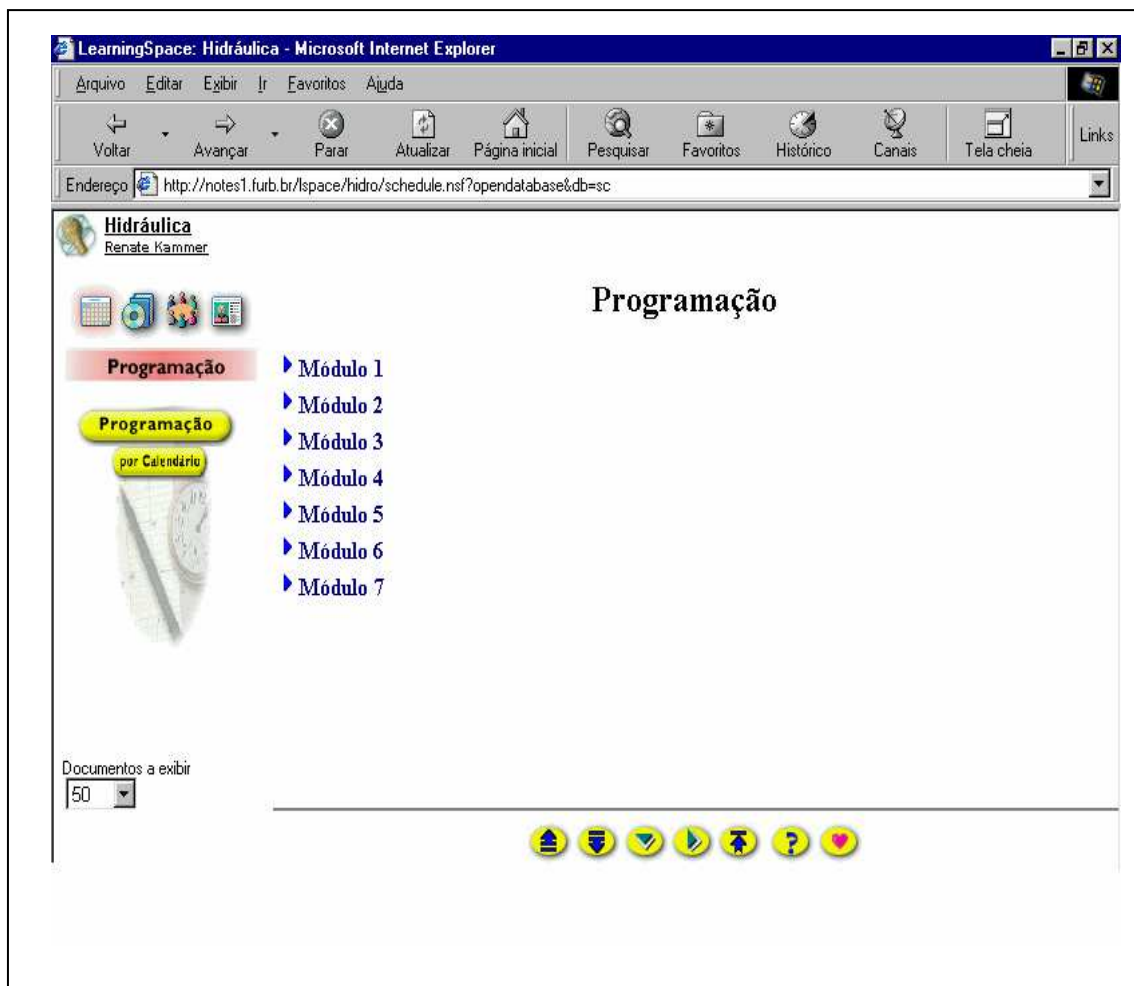 LearningSpace: Hidráulica - Microsoft Internet Explorer
Arquivo Editar Exibir Ir Favoritos Ajuda
Voltar Avançar Parar Atualizar Página inicial Pesquisar Favoritos Histórico Canais Tela cheia Links
Endereço http://notes1.furb.br/lspace/hidro/schedule.nsf?opendatabase&db=sc
Hidráulica
Renate Kammer
Programação
Programação
Módulo 1
Módulo 2
Programação
Módulo 3
por Calendário
Módulo 4
Módulo 5
Módulo 6
Módulo 7
Documentos a exibir
50
?